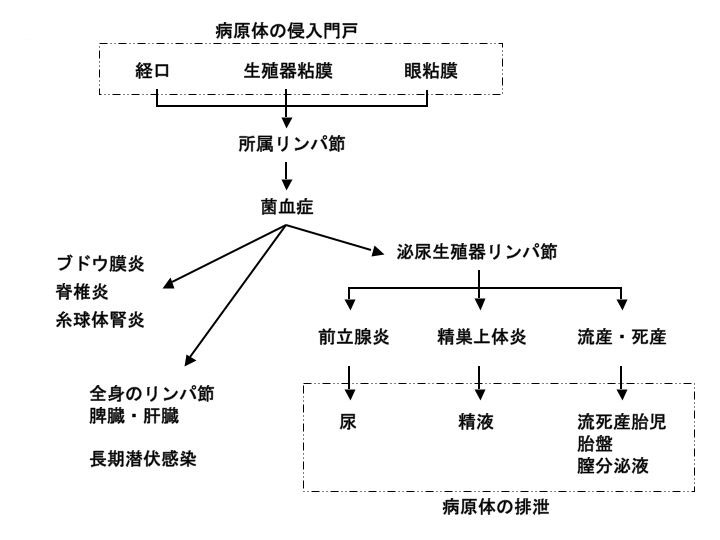 病原体の侵入門戸
経口
生殖器粘膜
眼粘膜
所属リンパ節
菌血症
泌尿生殖器リンパ節
ブドウ膜炎
脊椎炎
糸球体腎炎
前立腺炎
精巣上体炎
流産・死産
全身のリンパ節
脾臓・肝臓
長期潜伏感染
尿
精液
流死産胎児
胎盤
膣分泌液
病原体の排泄